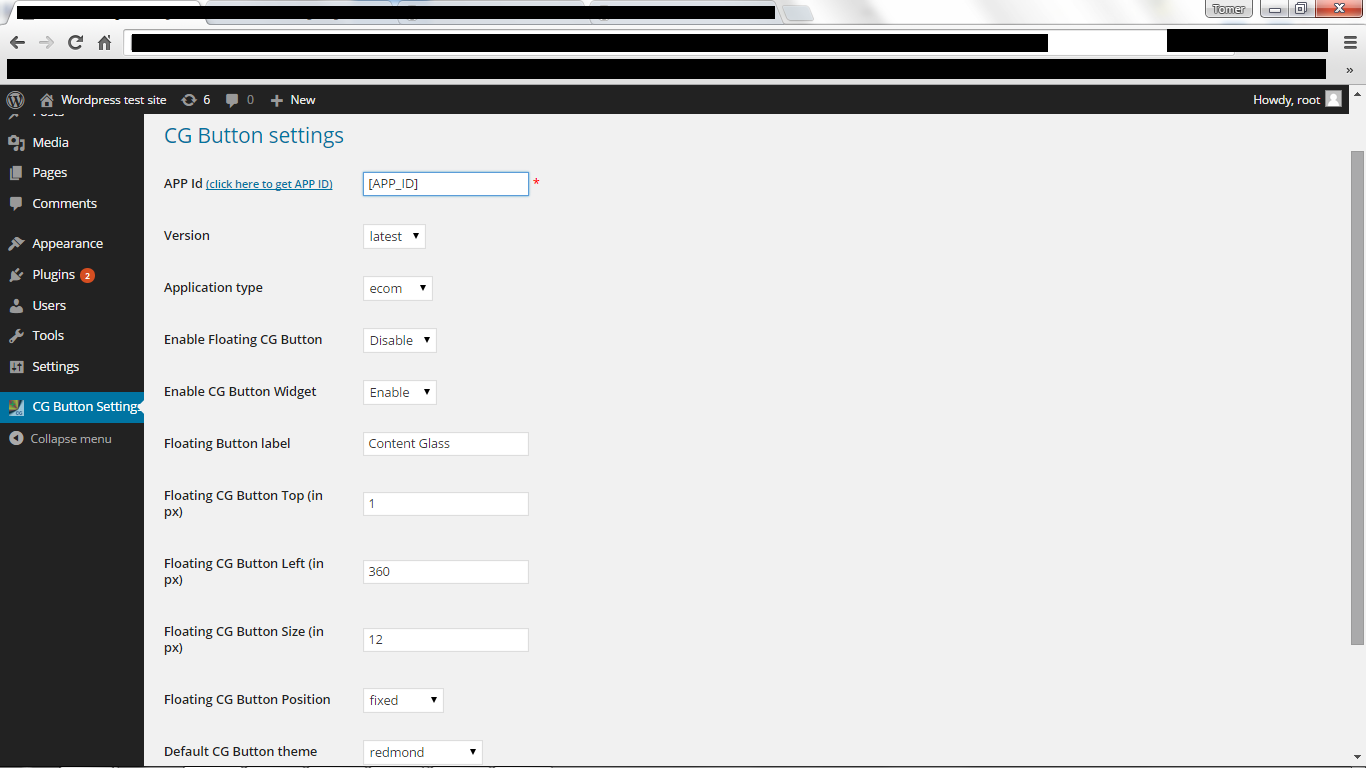 Tomer
»
Wordpress test site 6 0 New Howdy, root
Posts
Media
Pages
Comments
Appearance
Plugins 2
Users
Tools
Settings
CG Button Settings
Collapse menu
CG Button settings
APP Id (click here to get APP ID) [APP_ID] *
Version latest
Application type ecom
Enable Floating CG Button Disable
Enable CG Button Widget Enable
Floating Button label Content Glass
Floating CG Button Top (in
px) 1
Floating CG Button Left (in
px) 360
Floating CG Button Size (in
px) 12
Floating CG Button Position fixed
Default CG Button theme redmond